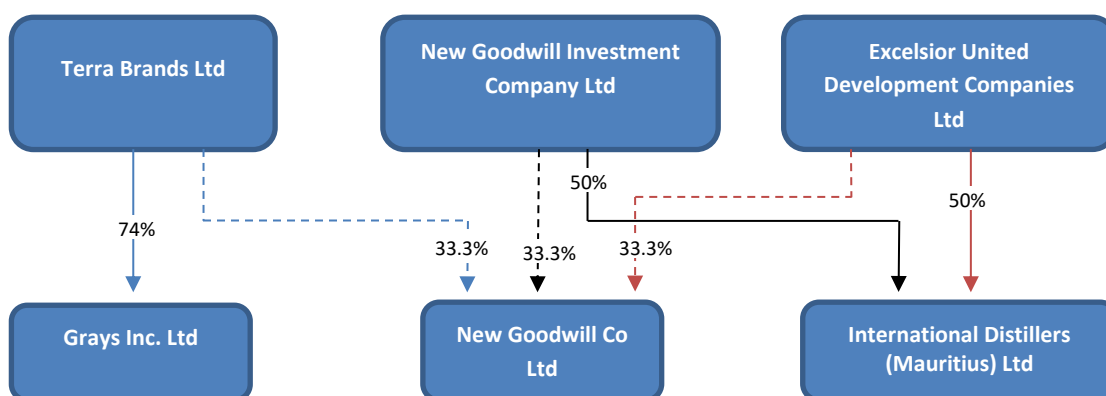 Terra Brands Ltd
New Goodwill Investment
Company Ltd
Excelsior United
Development Companies
Ltd
50%
50%
74%
33.3%
33.3%
33.3%
Grays Inc. Ltd
New Goodwill Co
Ltd
International Distillers
(Mauritius) Ltd